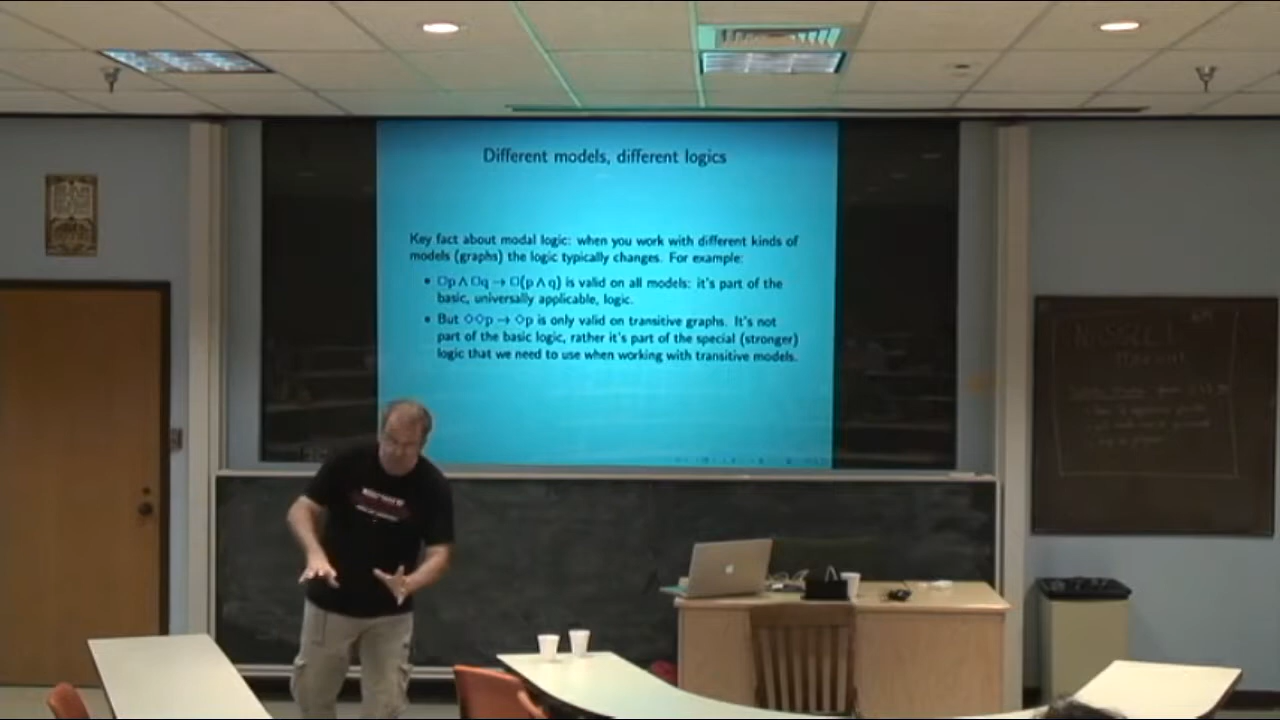 Different models, different logics
Key fact about modal logic: when you work with different kinds of
models (graphs) the logic typically changes. For example:
• □p ∧ □q → □(p ∧ q) is valid on all models: it's part of the
basic, universally applicable, logic.
• But ◇◇p → ◇p is only valid on transitive graphs. It's not
part of the basic logic, rather it's part of the special (stronger)
logic that we need to use when working with transitive models.